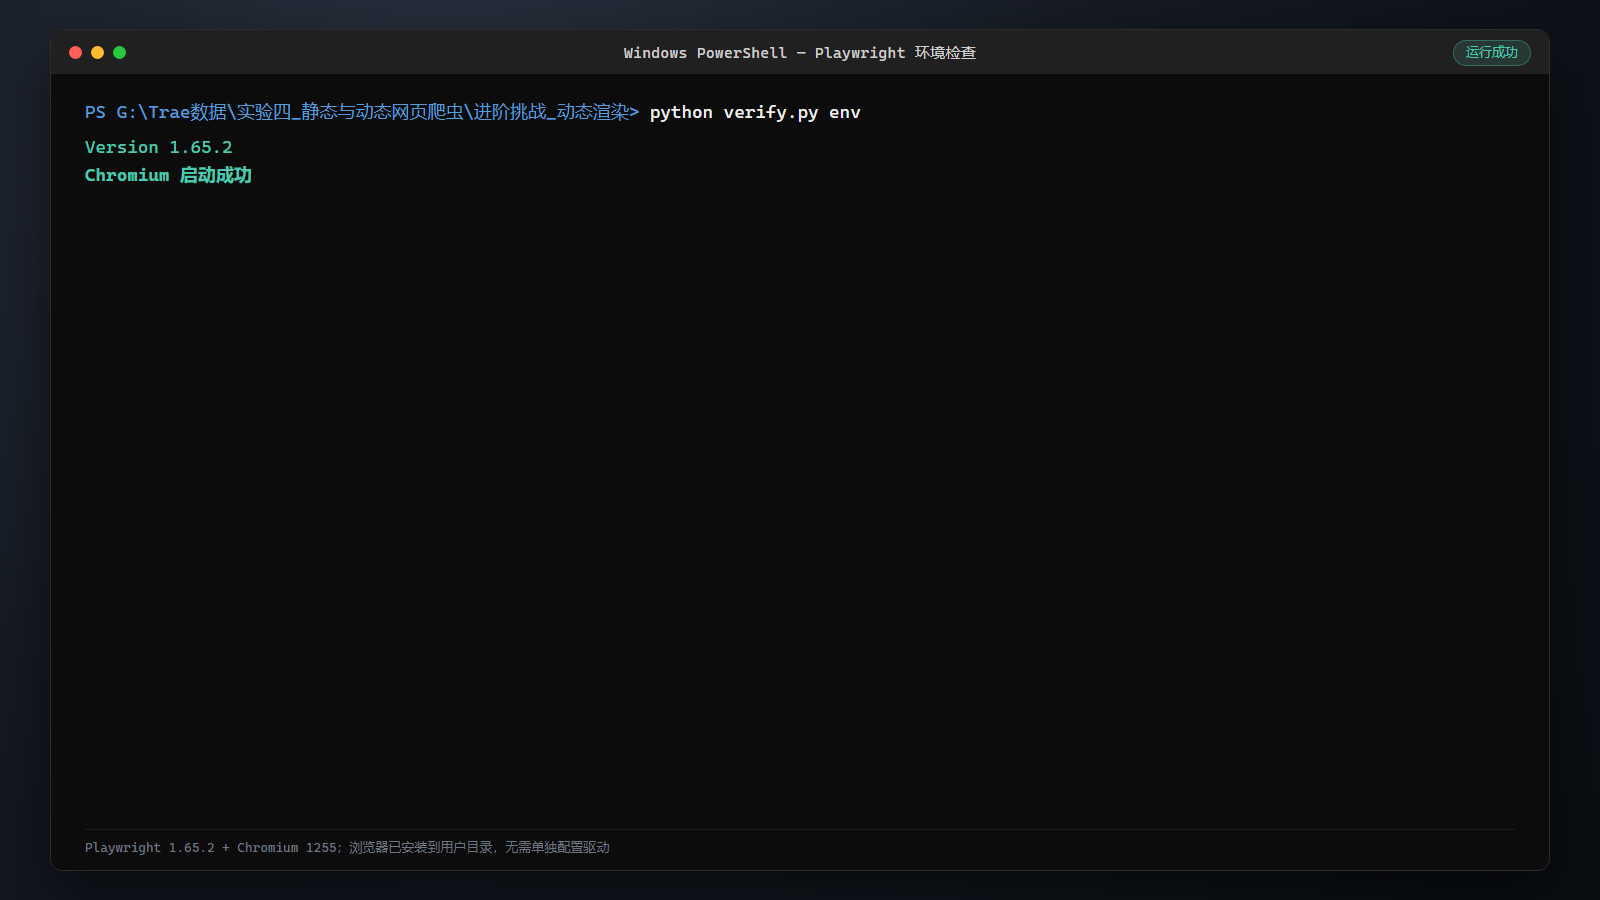 Windows PowerShell — Playwright 环境检查
运行成功
PS G:\Trae数据\实验四_静态与动态网页爬虫\进阶挑战_动态渲染> python verify.py env
Version 1.65.2
Chromium 启动成功
Playwright 1.65.2 + Chromium 1255; 浏览器已安装到用户目录，无需单独配置驱动